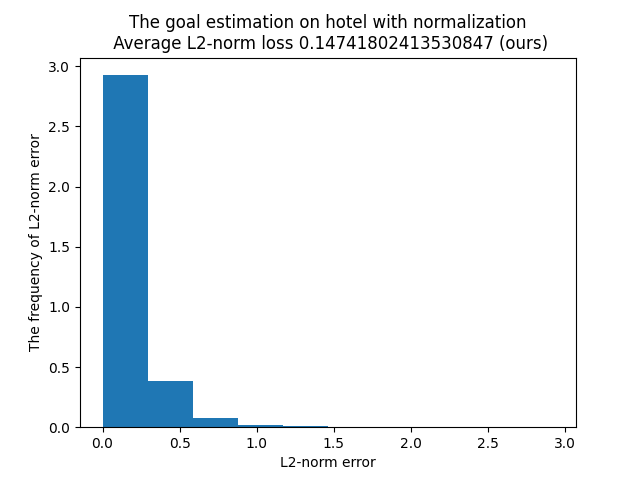 The goal estimation on hotel with normalization
Average L2-norm loss 0.14741802413530847 (ours)
3.0
2.5
2.0
1.5
1.0
0.5
0.0
The frequency of L2-norm error
0.0 0.5 1.0 1.5 2.0 2.5 3.0
L2-norm error